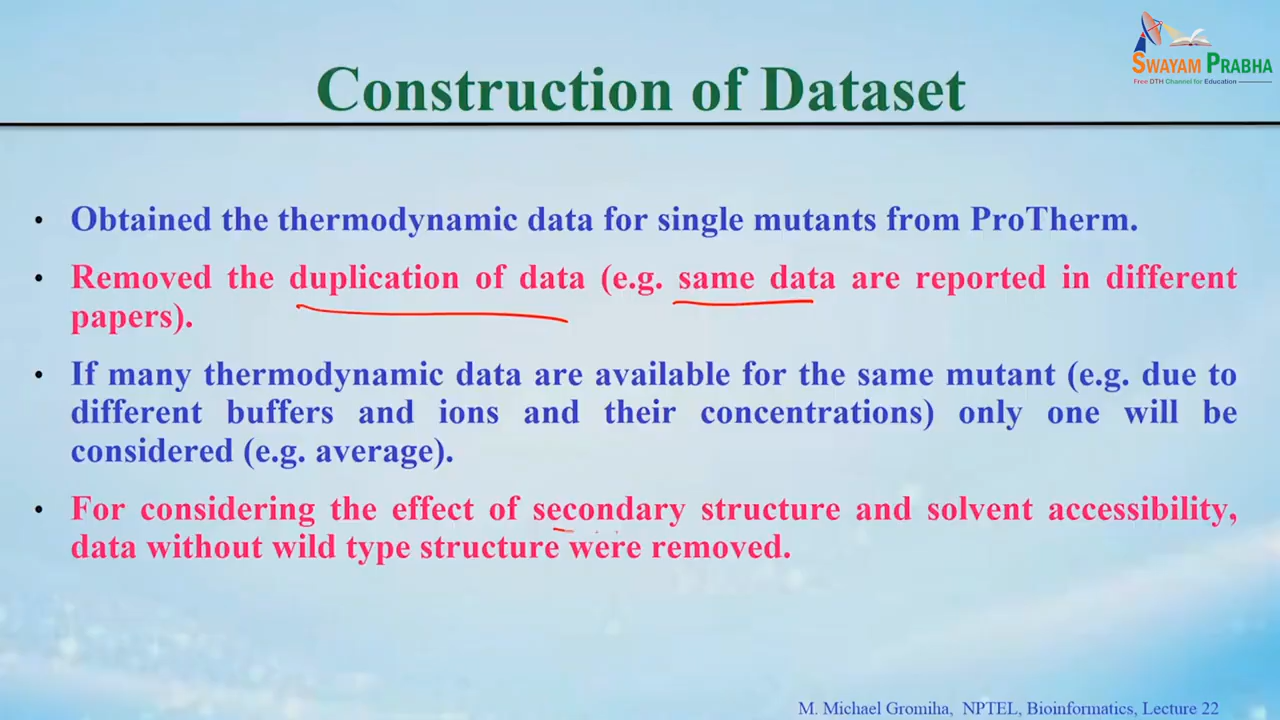 SWAYAM PRABHA
Free DTH Channel for Education
Construction of Dataset
• Obtained the thermodynamic data for single mutants from ProTherm.
• Removed the duplication of data (e.g. same data are reported in different
papers).
• If many thermodynamic data are available for the same mutant (e.g. due to
different buffers and ions and their concentrations) only one will be
considered (e.g. average).
• For considering the effect of secondary structure and solvent accessibility,
data without wild type structure were removed.
M. Michael Gromiha, NPTEL, Bioinformatics, Lecture 22